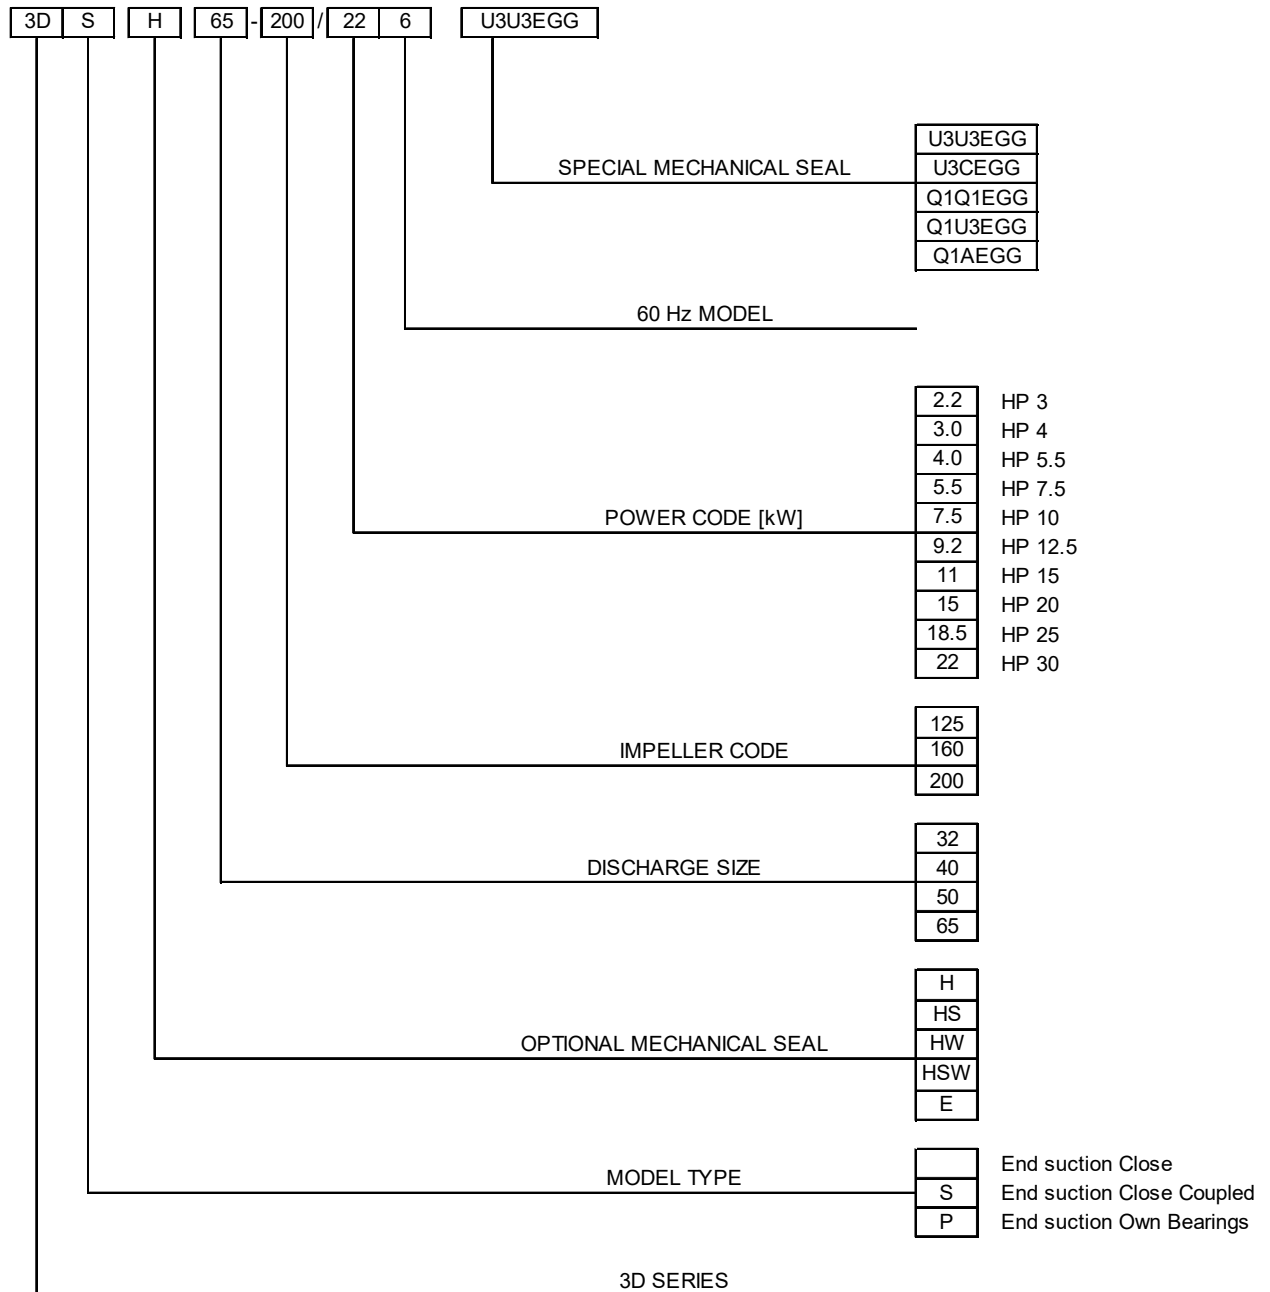 3D S H 65 - 200 / 22 6 U3U3EGG
U3U3EGG
SPECIAL MECHANICAL SEAL U3CEGG
Q1Q1EGG
Q1U3EGG
Q1AEGG
60 Hz MODEL
2.2 HP 3
3.0 HP 4
4.0 HP 5.5
5.5 HP 7.5
POWER CODE [kW] 7.5 HP 10
9.2 HP 12.5
11 HP 15
15 HP 20
18.5 HP 25
22 HP 30
125
IMPELLER CODE 160
200
32
DISCHARGE SIZE 40
50
65
H
HS
OPTIONAL MECHANICAL SEAL HW
HSW
E
End suction Close
MODEL TYPE
S End suction Close Coupled
P End suction Own Bearings
3D SERIES